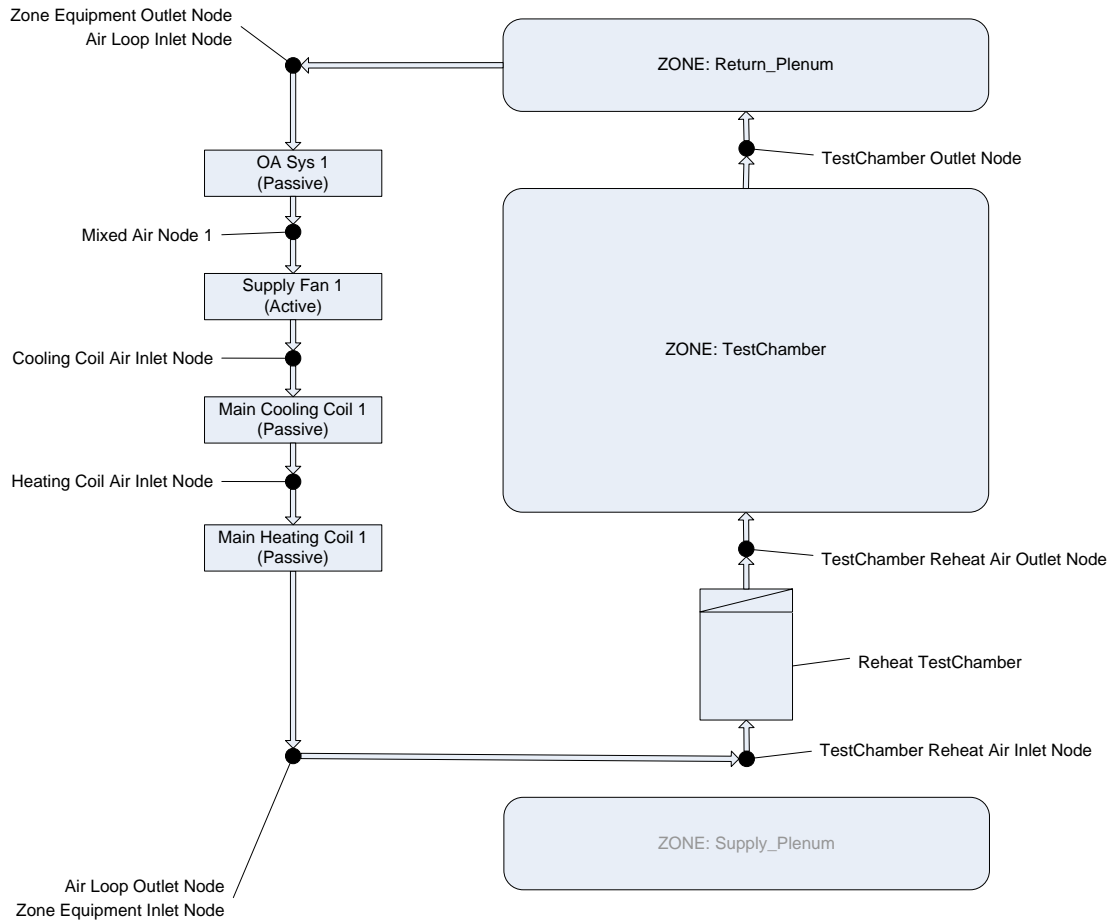 Zone Equipment Outlet Node
Air Loop Inlet Node
ZONE: Return_Plenum
OA Sys 1
(Passive)
TestChamber Outlet Node
Mixed Air Node 1
Supply Fan 1
(Active)
ZONE: TestChamber
Cooling Coil Air Inlet Node
Main Cooling Coil 1
(Passive)
Heating Coil Air Inlet Node
Main Heating Coil 1
(Passive)
TestChamber Reheat Air Outlet Node
Reheat TestChamber
TestChamber Reheat Air Inlet Node
ZONE: Supply_Plenum
Air Loop Outlet Node
Zone Equipment Inlet Node